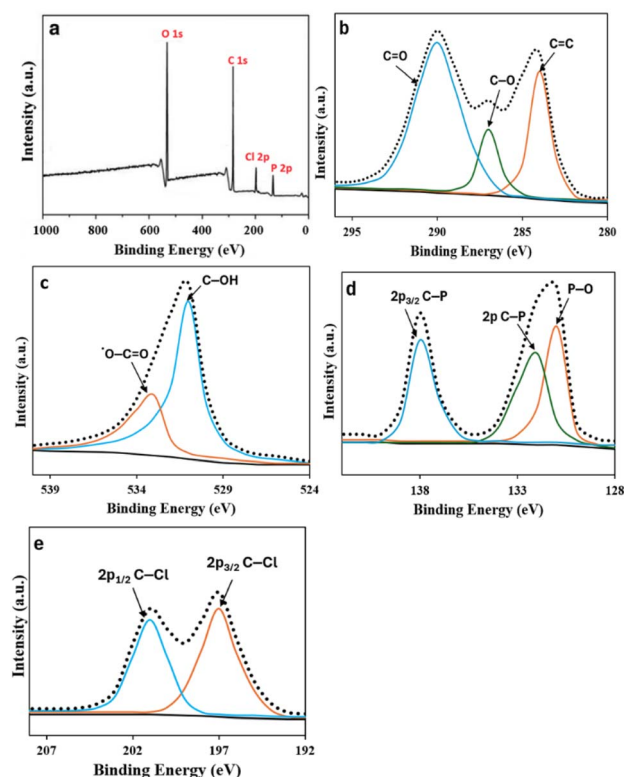 a
O 1s
C 1s
Cl 2p
P 2p
Intensity (a.u.)
1000 800 600 400 200 0
Binding Energy (eV)
b
C=O
C–O
C=C
Intensity (a.u.)
295 290 285 280
Binding Energy (eV)
c
C–OH
*O–C=O
Intensity (a.u.)
539 534 529 524
Binding Energy (eV)
d
2p3/2 C–P
2p C–P
P–O
Intensity (a.u.)
138 133 128
Binding Energy (eV)
e
2p1/2 C–Cl
2p3/2 C–Cl
Intensity (a.u.)
207 201 197 192
Binding Energy (eV)